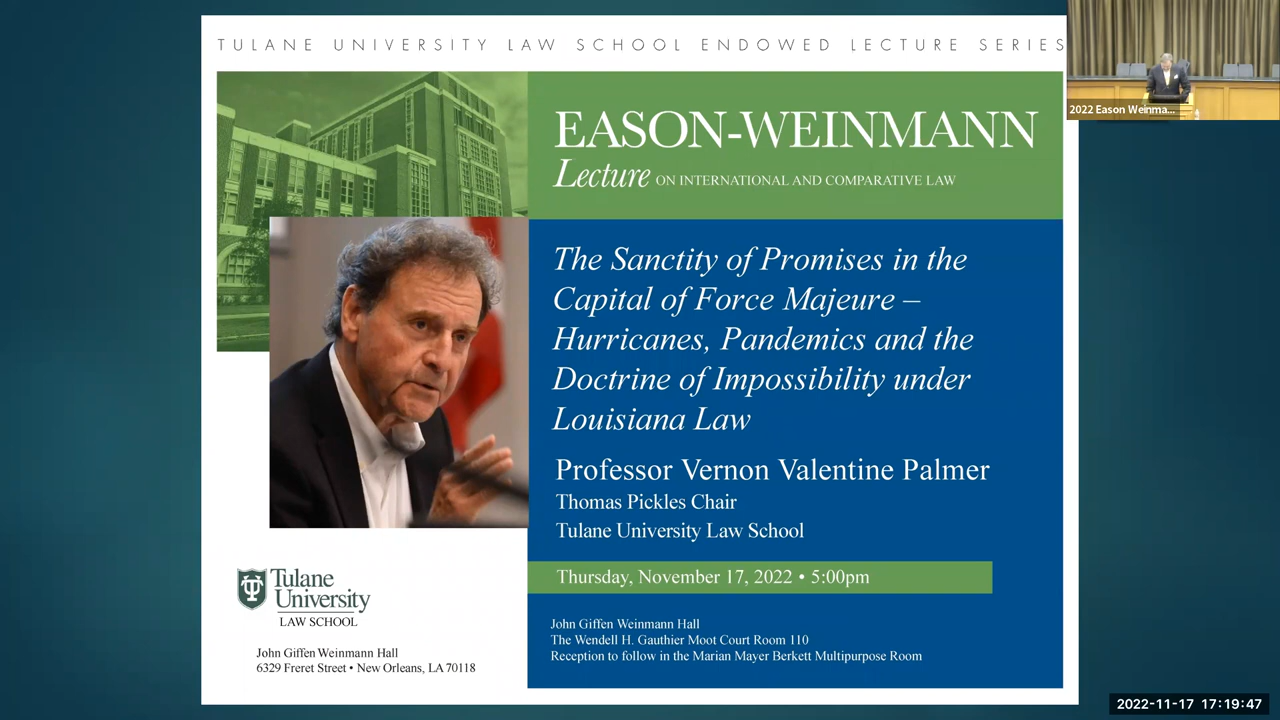 TULANE UNIVERSITY LAW SCHOOL ENDOWED LECTURE SERIES
2022 Eason Weinma...
EASON-WEINMANN
Lecture ON INTERNATIONAL AND COMPARATIVE LAW
The Sanctity of Promises in the
Capital of Force Majeure –
Hurricanes, Pandemics and the
Doctrine of Impossibility under
Louisiana Law
Professor Vernon Valentine Palmer
Thomas Pickles Chair
Tulane University Law School
Thursday, November 17, 2022 • 5:00pm
John Giffen Weinmann Hall
The Wendell H. Gauthier Moot Court Room 110
Reception to follow in the Marian Mayer Berkett Multipurpose Room
Tulane
University
LAW SCHOOL
John Giffen Weinmann Hall
6329 Freret Street • New Orleans, LA 70118
2022-11-17 17:19:47